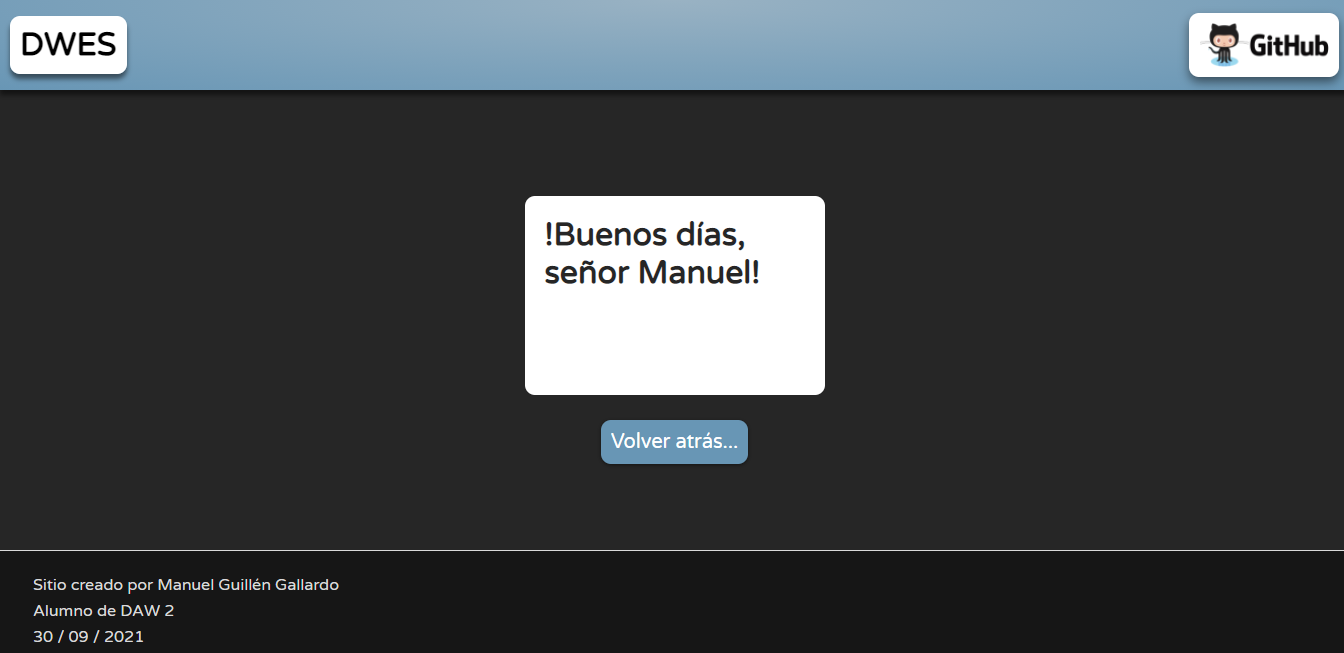 DWES
GitHub
!Buenos días,
señor Manuel!
Volver atrás...
Sitio creado por Manuel Guillén Gallardo
Alumno de DAW 2
30 / 09 / 2021